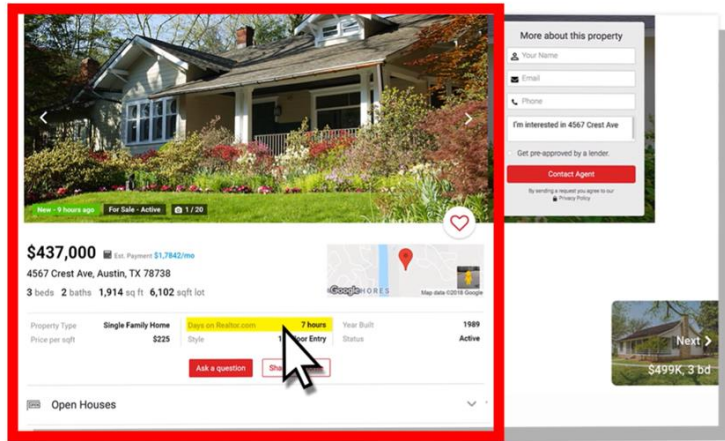 New - 9 hours ago
For Sale - Active
1 / 20
$437,000
Est. Payment $1,7842/mo
4567 Crest Ave, Austin, TX 78738
3 beds 2 baths 1,914 sq ft 6,102 sqft lot
Google
Map data ©2018 Google
Property Type Single Family Home
Days on Realtor.com 7 hours
Year Built 1989
Price per sqft $225
Style Entry
Status Active
Ask a question
Open Houses
More about this property
Your Name
Email
Phone
I'm interested in 4567 Crest Ave
Get pre-approved by a lender.
Contact Agent
By sending a request you agree to our
Privacy Policy
Next
$499K, 3 bd